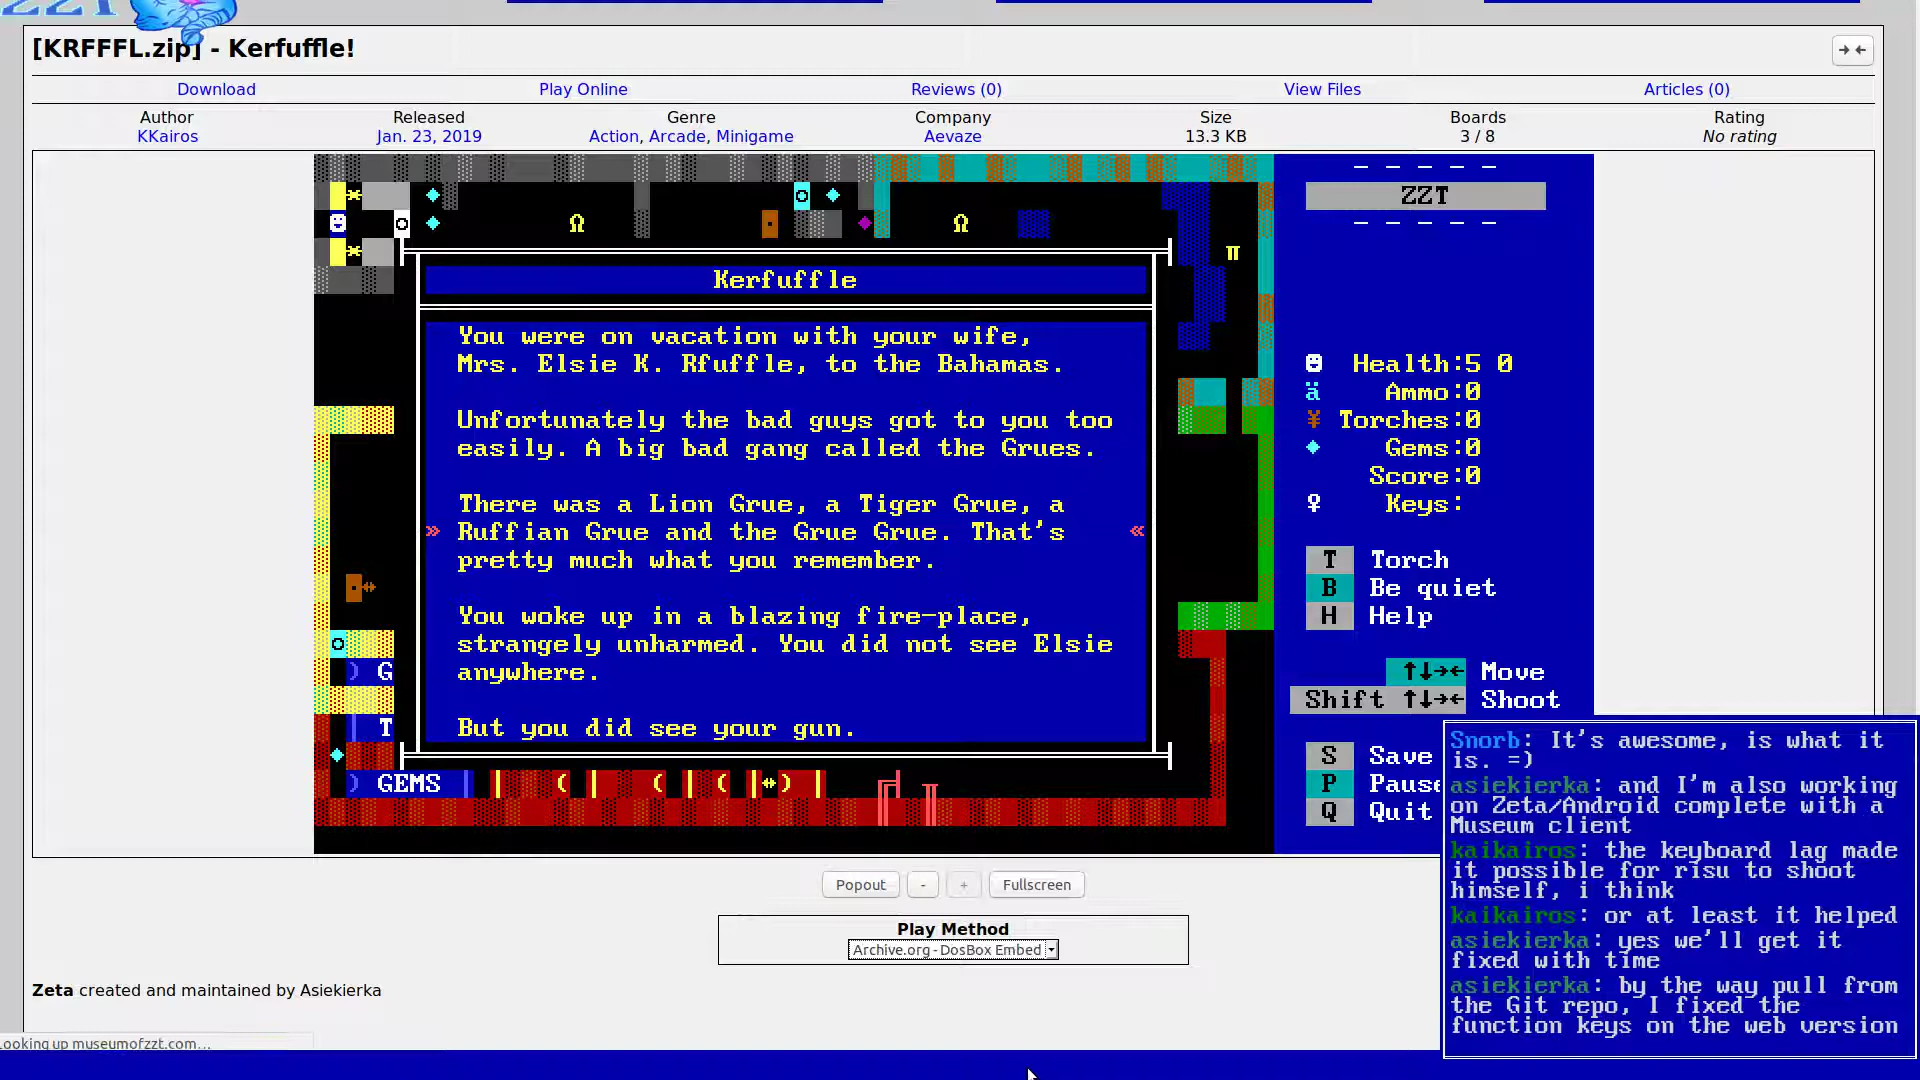 ZZT
[KRFFFL.zip] - Kerfuffle!
Download Play Online Reviews (0) View Files Articles (0)
Author Released Genre Company Size Boards Rating
KKairos Jan. 23, 2019 Action, Arcade, Minigame Aevaze 13.3 KB 3 / 8 No rating
ZZT
Kerfuffle
You were on vacation with your wife,
Mrs. Elsie K. Rfuffle, to the Bahamas.
Unfortunately the bad guys got to you too
easily. A big bad gang called the Grues.
There was a Lion Grue, a Tiger Grue, a
» Ruffian Grue and the Grue Grue. That's «
pretty much what you remember.
You woke up in a blazing fire-place,
strangely unharmed. You did not see Elsie
anywhere.
But you did see your gun.
) G
T
) GEMS
Health:5 0
Ammo:0
Torches:0
Gems:0
Score:0
Keys:
T Torch
B Be quiet
H Help
↑↓→← Move
Shift ↑↓→← Shoot
S Save
P Pause
Q Quit
Snorb: It's awesome, is what it
is. =)
asiekierka: and I'm also working
on Zeta/Android complete with a
Museum client
kaikairos: the keyboard lag made
it possible for risu to shoot
himself, i think
kaikairos: or at least it helped
asiekierka: yes we'll get it
fixed with time
asiekierka: by the way pull from
the Git repo, I fixed the
function keys on the web version
Popout - + Fullscreen
Play Method
Archive.org - DosBox Embed
Zeta created and maintained by Asiekierka
Looking up museumofzzt.com...